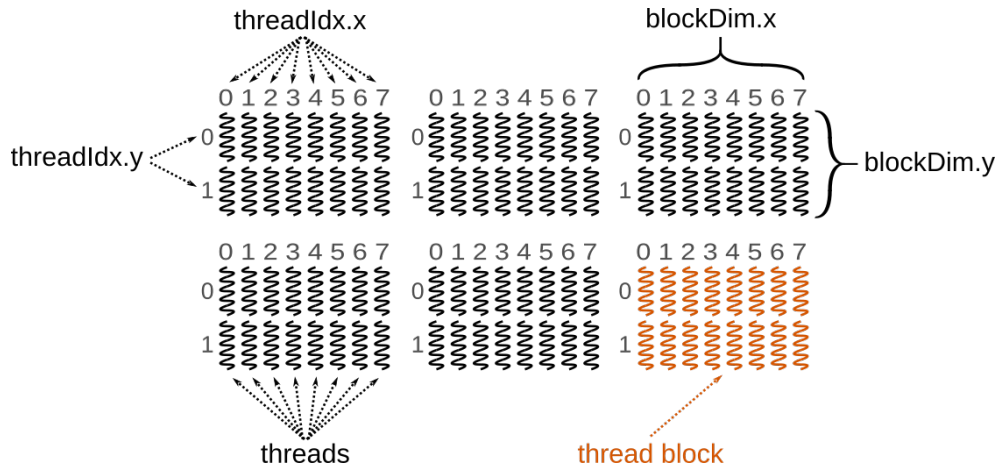 threadIdx.x blockDim.x
0 1 2 3 4 5 6 7 0 1 2 3 4 5 6 7 0 1 2 3 4 5 6 7
0 0 0
threadIdx.y blockDim.y
1 1 1
0 1 2 3 4 5 6 7 0 1 2 3 4 5 6 7 0 1 2 3 4 5 6 7
0 0 0
1 1 1
threads thread block